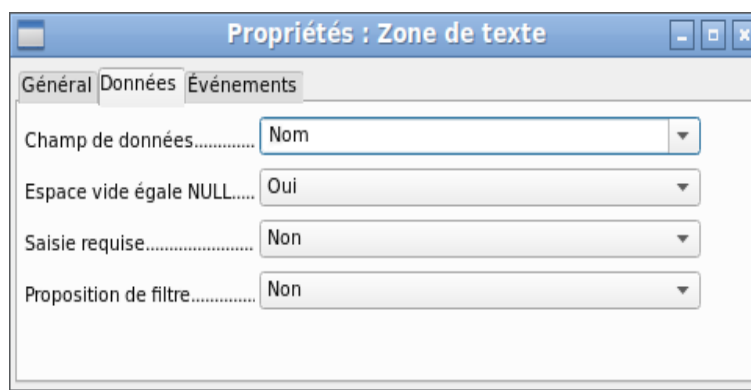 Propriétés : Zone de texte
Général Données Événements
Champ de données............. Nom
Espace vide égale NULL..... Oui
Saisie requise....................... Non
Proposition de filtre.............. Non